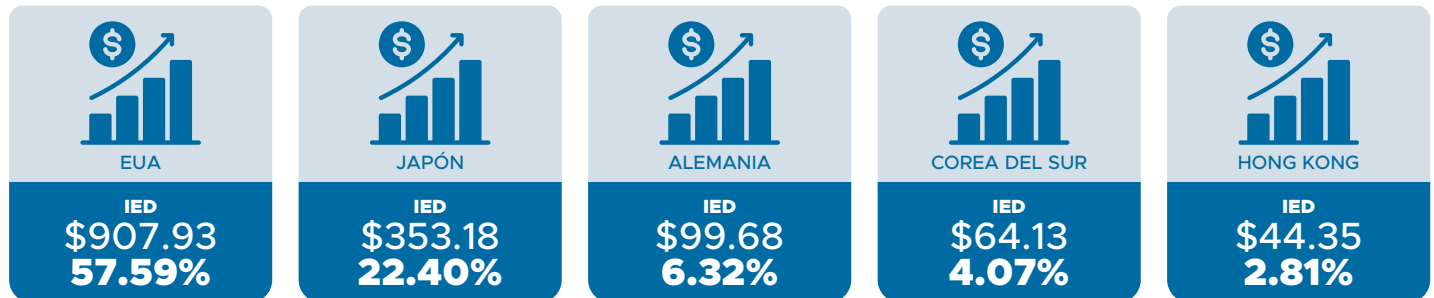 $
EUA
IED
$907.93
57.59%
$
JAPÓN
IED
$353.18
22.40%
$
ALEMANIA
IED
$99.68
6.32%
$
COREA DEL SUR
IED
$64.13
4.07%
$
HONG KONG
IED
$44.35
2.81%